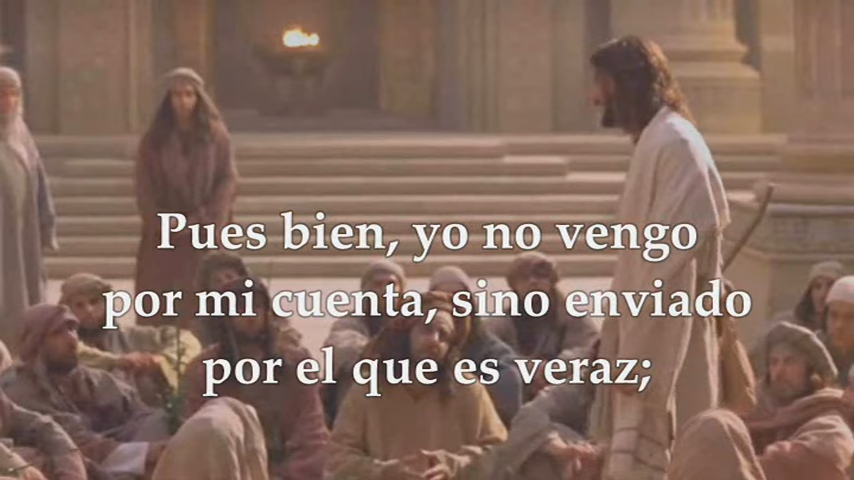 Pues bien, yo no vengo
por mi cuenta, sino enviado
por el que es veraz;